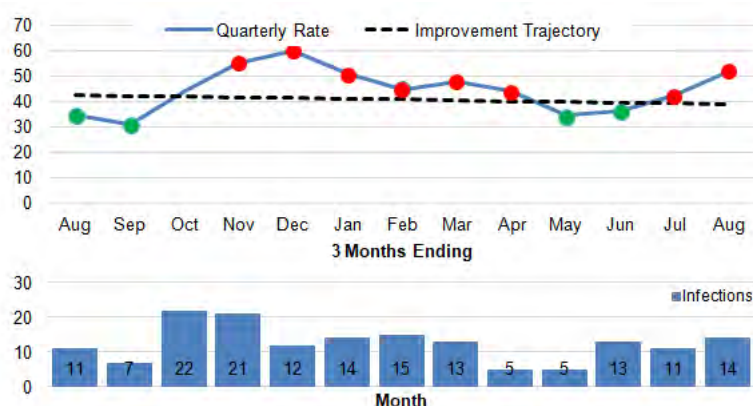 70
Quarterly Rate Improvement Trajectory
60
50
40
30
20
10
0
Aug Sep Oct Nov Dec Jan Feb Mar Apr May Jun Jul Aug
3 Months Ending
30
Infections
20
10
11 7 22 21 12 14 15 13 5 5 13 11 14
0
Month